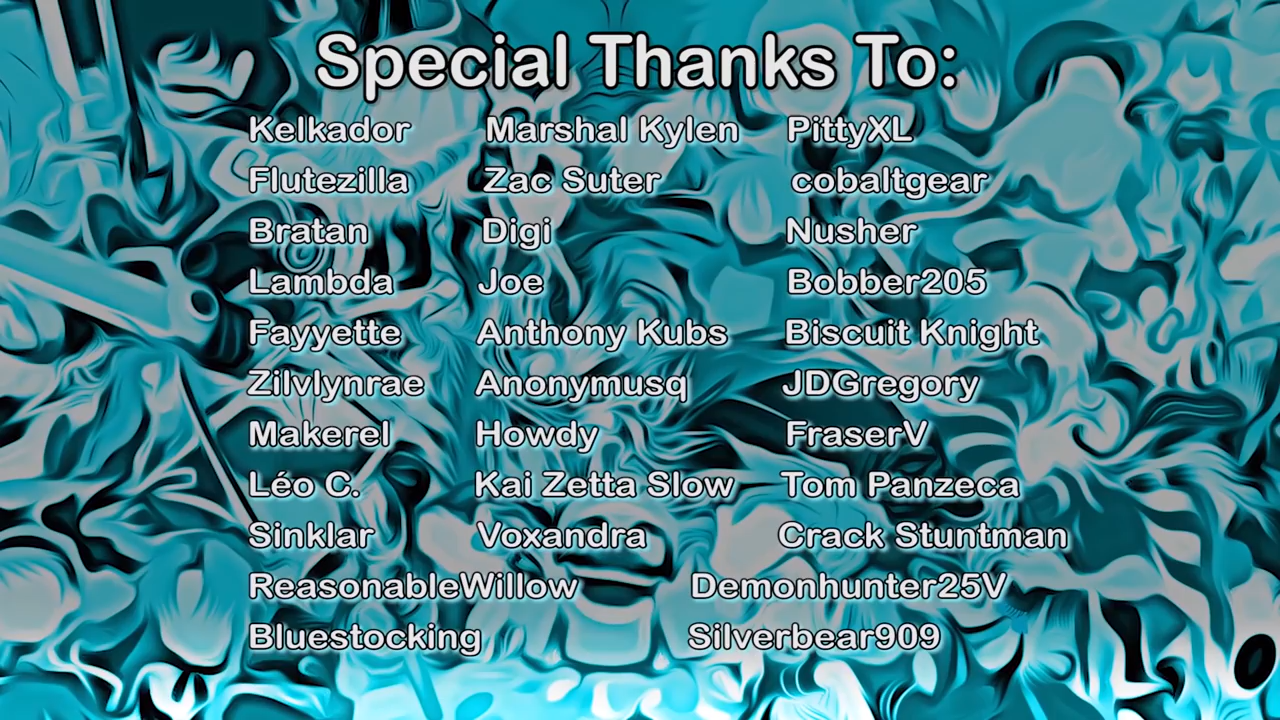 Special Thanks To:
Kelkador Marshal Kylen PittyXL
Flutezilla Zac Suter cobaltgear
Bratan Digi Nusher
Lambda Joe Bobber205
Fayyette Anthony Kubs Biscuit Knight
Zilvlynrae Anonymusq JDGregory
Makerel Howdy FraserV
Léo C. Kai Zetta Slow Tom Panzeca
Sinklar Voxandra Crack Stuntman
ReasonableWillow Demonhunter25V
Bluestocking Silverbear909